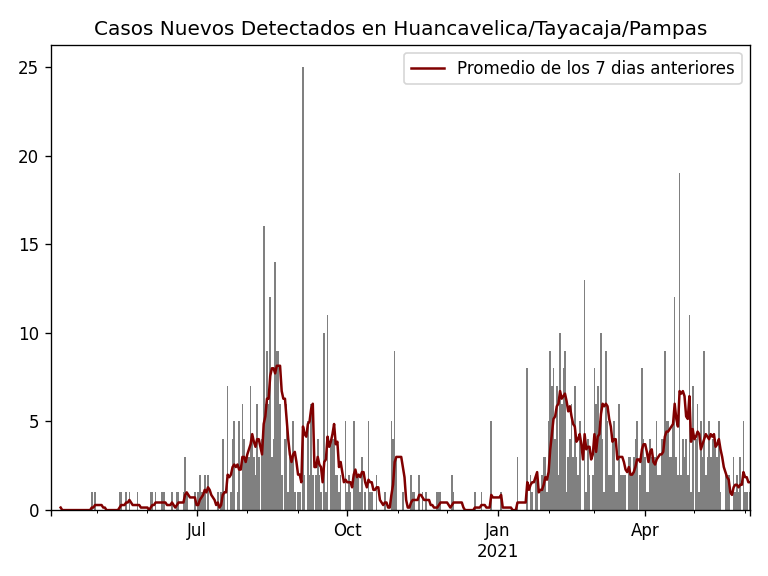 Casos Nuevos Detectados en Huancavelica/Tayacaja/Pampas
Promedio de los 7 dias anteriores
25
20
15
10
5
0
Jul
Oct
Jan
2021
Apr